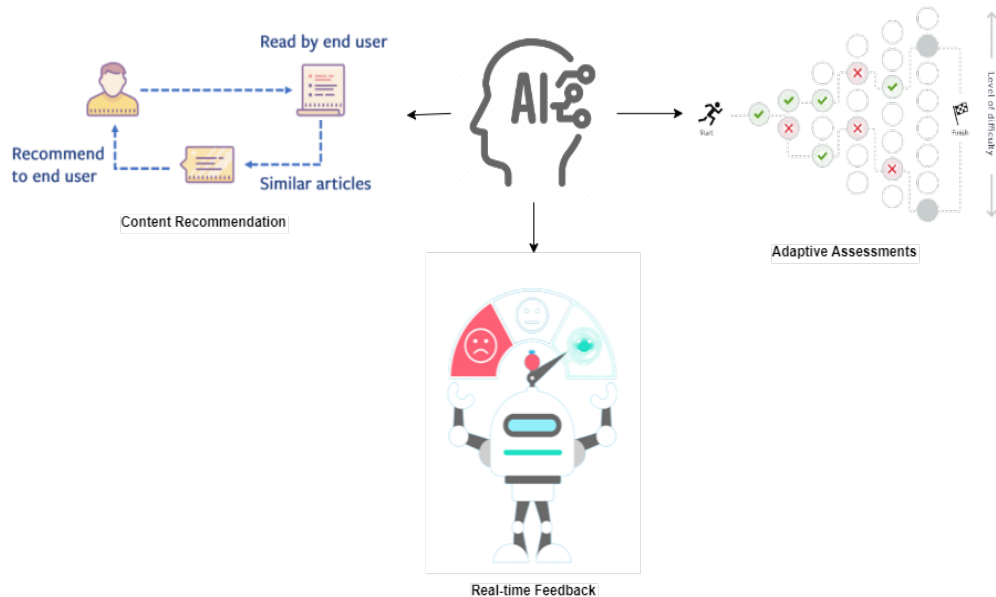 Read by end user
AI
Recommend
to end user
Similar articles
Content Recommendation
Start
Finish
Level of difficulty
Adaptive Assessments
Real-time Feedback